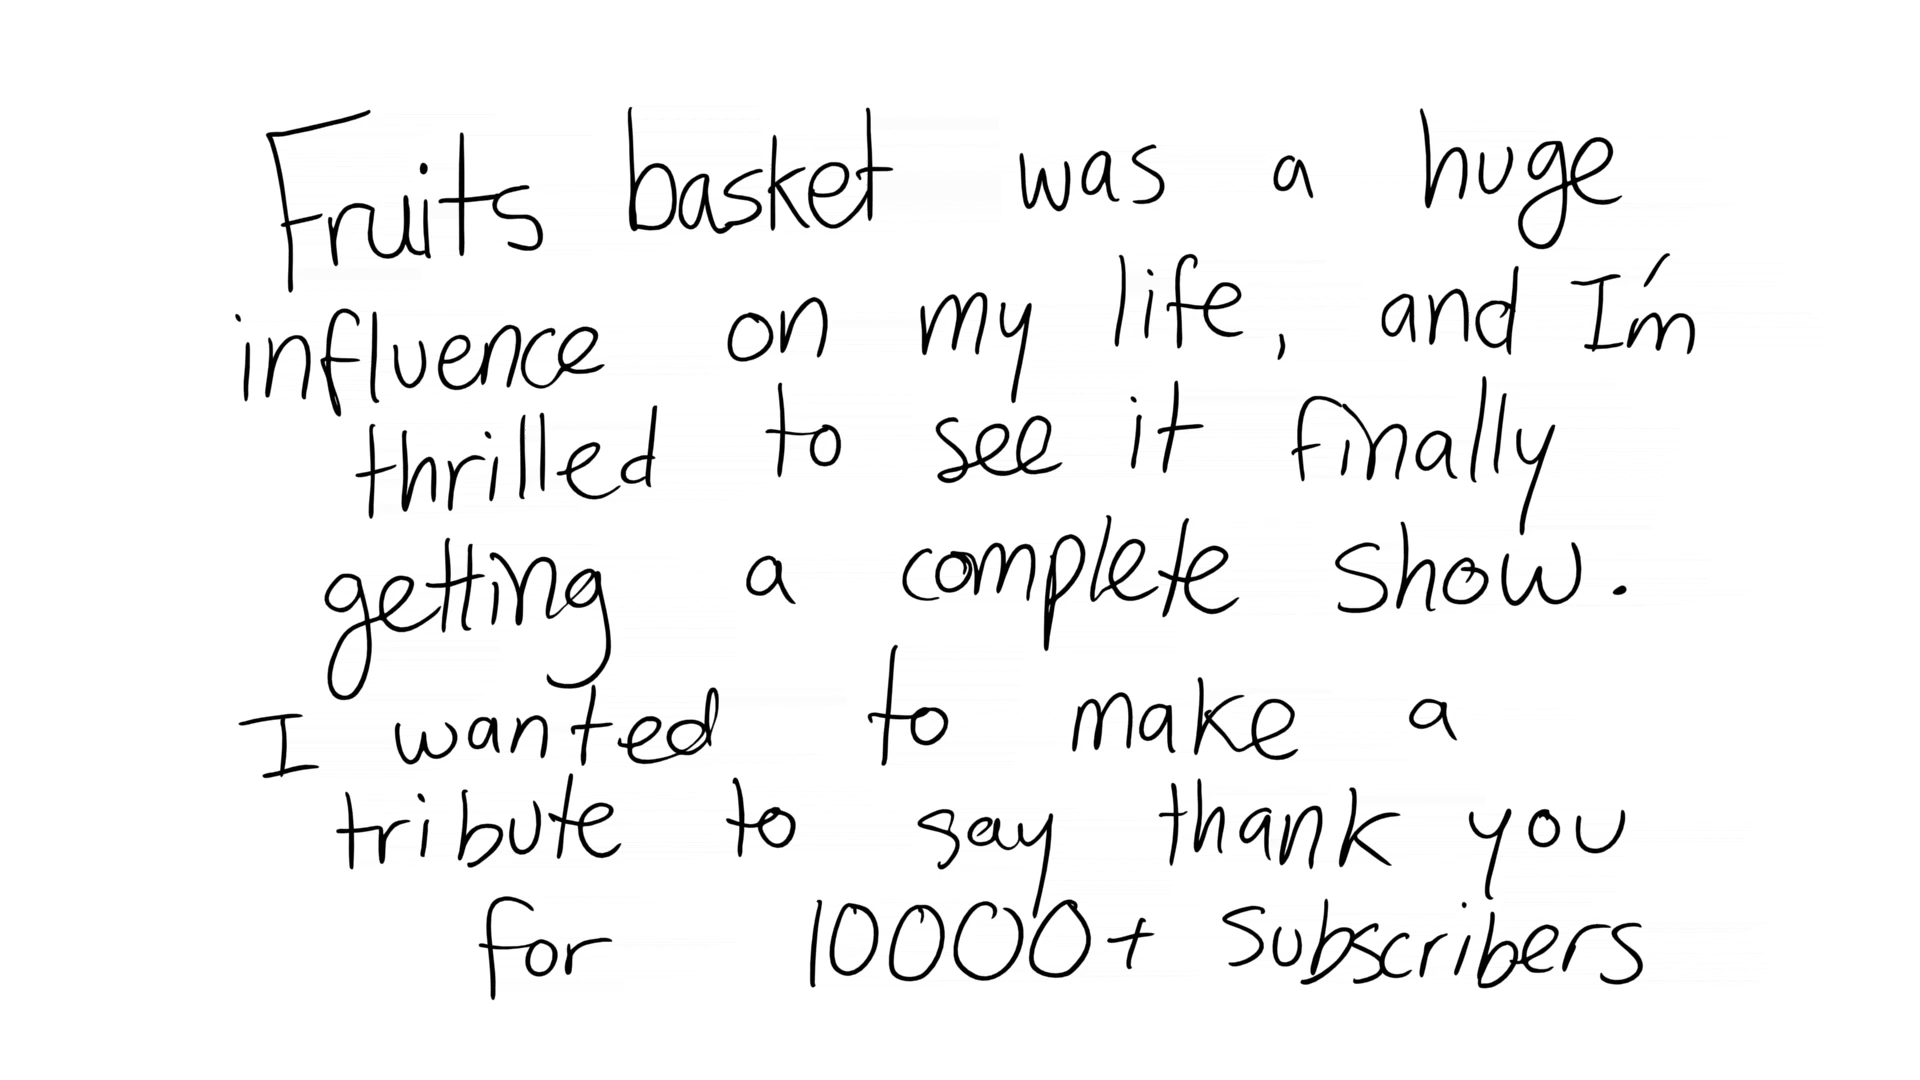 Fruits basket was a huge
influence on my life, and I'm
thrilled to see it finally
getting a complete show.
I wanted to make a
tribute to say thank you
for 10000+ subscribers